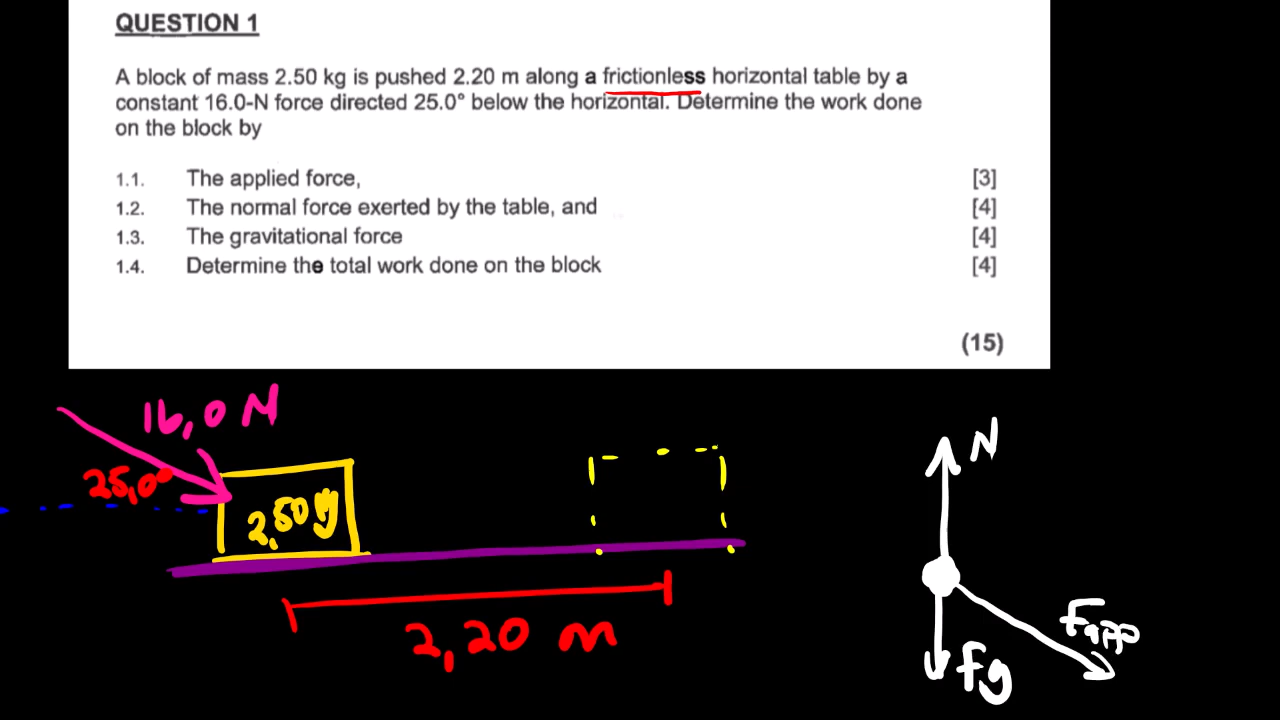 QUESTION 1
A block of mass 2.50 kg is pushed 2.20 m along a frictionless horizontal table by a
constant 16.0-N force directed 25.0° below the horizontal. Determine the work done
on the block by
1.1. The applied force, [3]
1.2. The normal force exerted by the table, and [4]
1.3. The gravitational force [4]
1.4. Determine the total work done on the block [4]
(15)
16,0 N
25,0°
2,50
2,20 m
N
Fapp
Fg